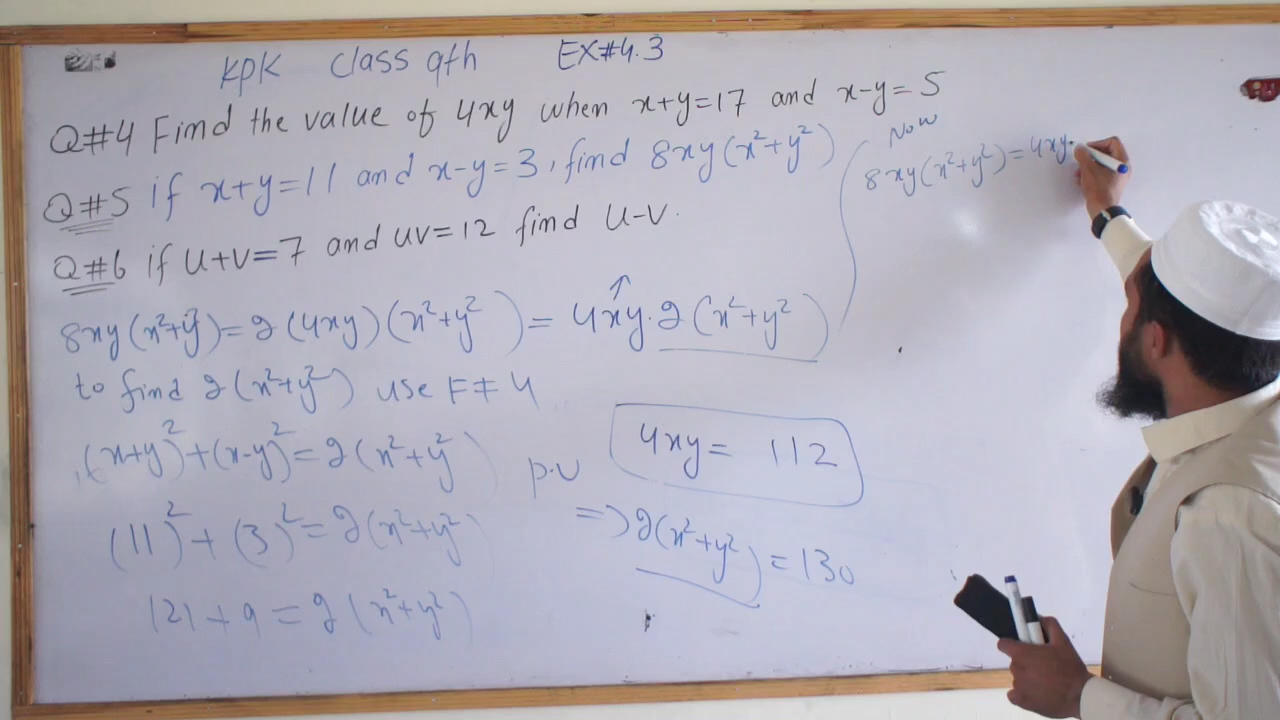 KPK Class 9th EX#4.3
Q#4 Find the value of 4xy when x+y=17 and x-y=5
Q#5 if x+y=11 and x-y=3, find 8xy(x²+y²)
Q#6 if u+v=7 and uv=12 find u-v.
8xy(x²+y²)=2(4xy)(x²+y²)=4xy.2(x²+y²)
to find 2(x²+y²) use F≠4
(x+y)²+(x-y)²=2(x²+y²) P.V
(11)²+(3)²=2(x²+y²)
121+9=2(x²+y²)
4xy= 112
=>2(x²+y²)=130
Now
8xy(x²+y²)=4xy.